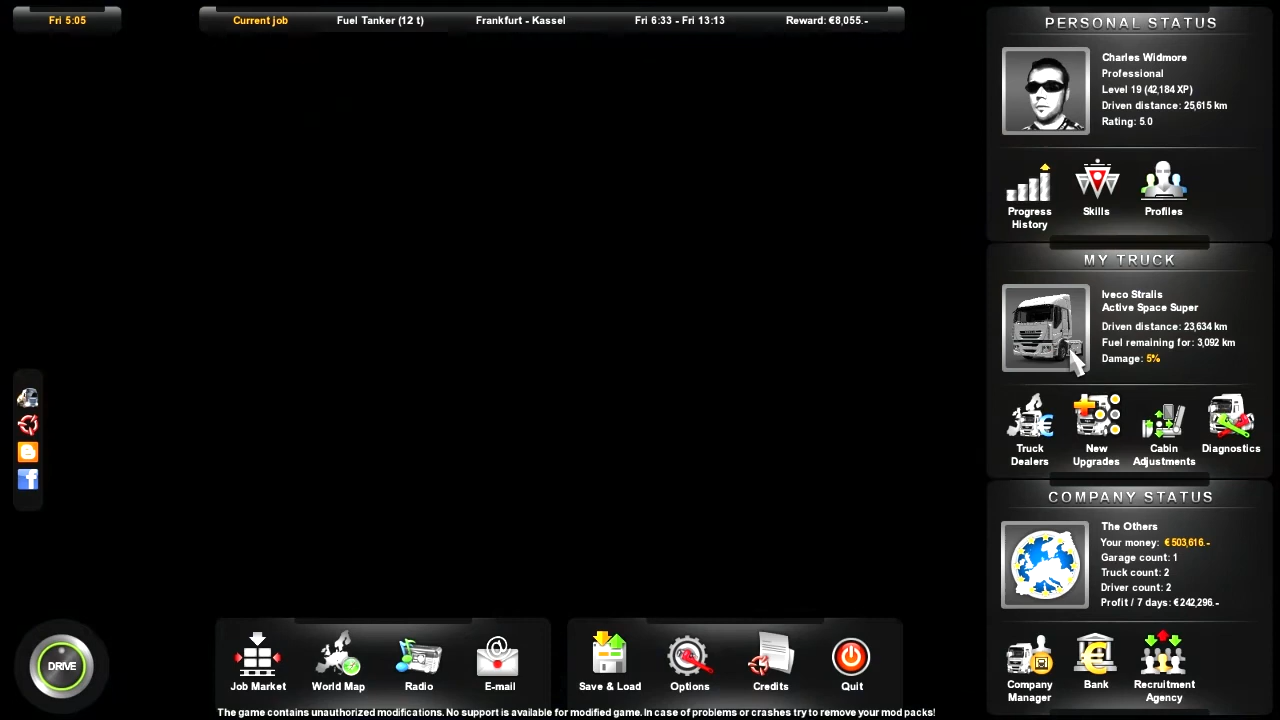 Fri 5:05
Current job Fuel Tanker (12 t) Frankfurt - Kassel Fri 6:33 - Fri 13:13 Reward: €8,055.-
PERSONAL STATUS
Charles Widmore
Professional
Level 19 (42,184 XP)
Driven distance: 25,615 km
Rating: 5.0
Progress History
Skills
Profiles
MY TRUCK
Iveco Stralis
Active Space Super
Driven distance: 23,634 km
Fuel remaining for: 3,092 km
Damage: 5%
Truck Dealers
New Upgrades
Cabin Adjustments
Diagnostics
COMPANY STATUS
The Others
Your money: €503,616.-
Garage count: 1
Truck count: 2
Driver count: 2
Profit / 7 days: €242,296.-
Company Manager
Bank
Recruitment Agency
DRIVE
Job Market
World Map
Radio
E-mail
Save & Load
Options
Credits
Quit
The game contains unauthorized modifications. No support is available for modified game. In case of problems or crashes try to remove your mod packs!